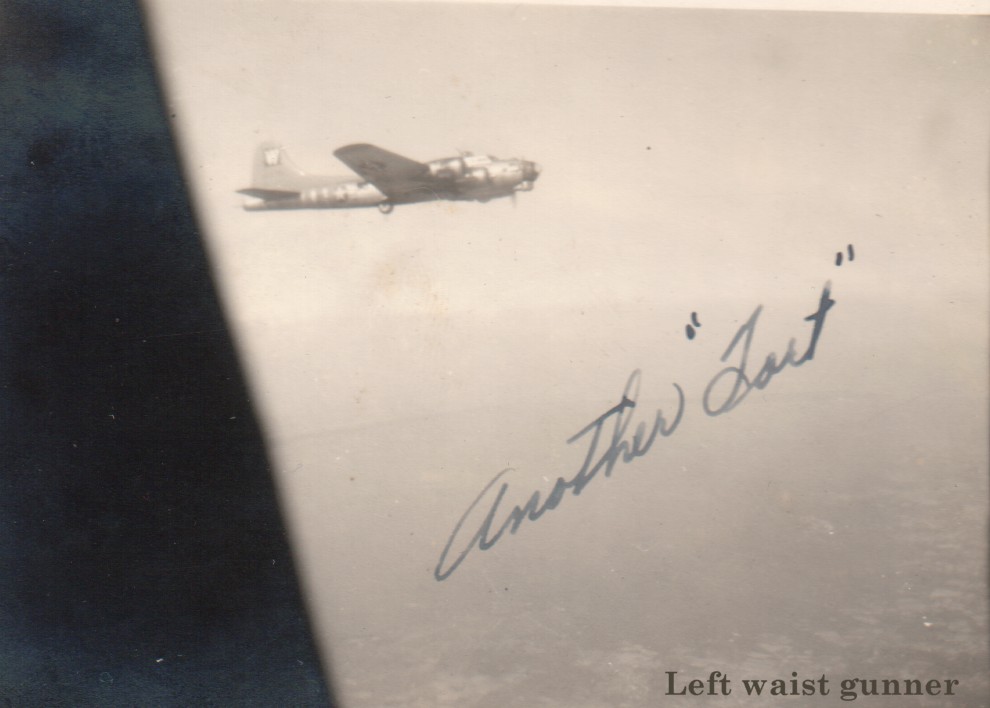 Another "Fort"
Left waist gunner